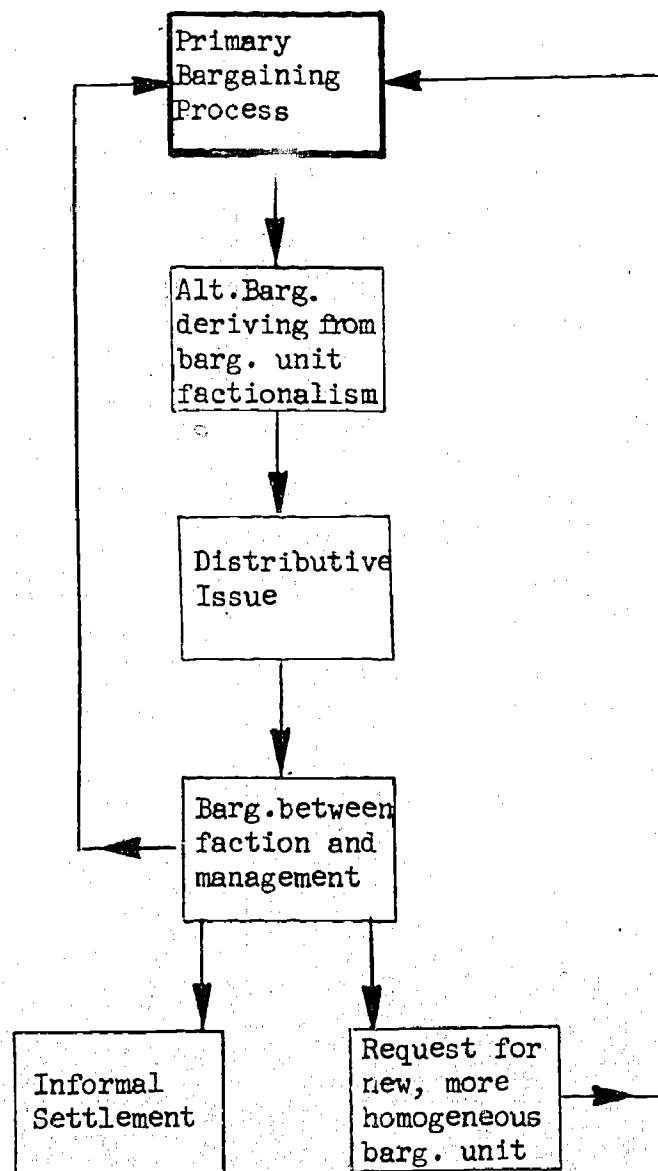 Primary
Bargaining
Process
Alt.Barg.
deriving from
barg. unit
factionalism
Distributive
Issue
Barg.between
faction and
management
Informal
Settlement
Request for
new, more
homogeneous
barg. unit